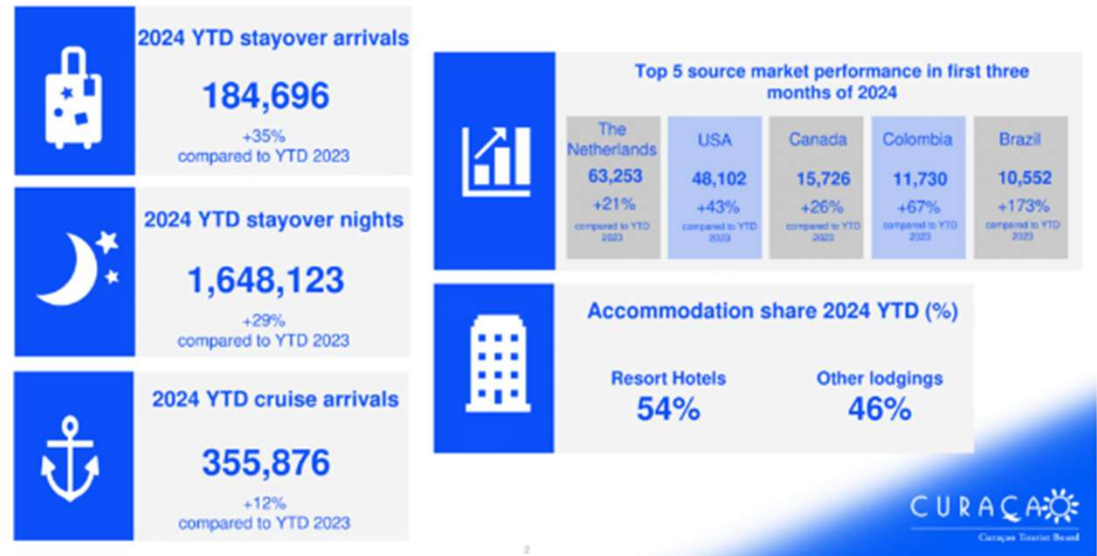 2024 YTD stayover arrivals
184,696
+35%
compared to YTD 2023
2024 YTD stayover nights
1,648,123
+29%
compared to YTD 2023
2024 YTD cruise arrivals
355,876
+12%
compared to YTD 2023
Top 5 source market performance in first three
months of 2024
The
Netherlands
63,253
+21%
compared to YTD
2023
USA
48,102
+43%
compared to YTD
2023
Canada
15,726
+26%
compared to YTD
2023
Colombia
11,730
+67%
compared to YTD
2023
Brazil
10,552
+173%
compared to YTD
2023
Accommodation share 2024 YTD (%)
Resort Hotels
54%
Other lodgings
46%
CURAÇAO
Curaçao Tourist Board
2